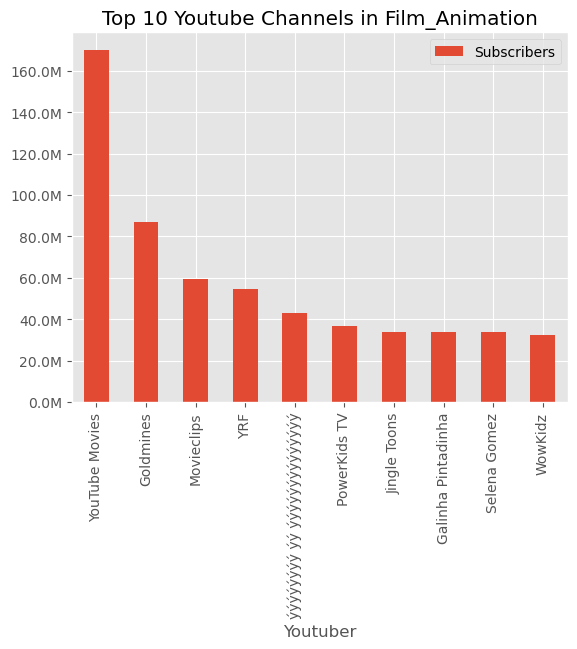 Top 10 Youtube Channels in Film_Animation
Subscribers
160.0M
140.0M
120.0M
100.0M
80.0M
60.0M
40.0M
20.0M
0.0M
YouTube Movies
Goldmines
Movieclips
YRF
PowerKids TV
Jingle Toons
Galinha Pintadinha
Selena Gomez
WowKidz
Youtuber